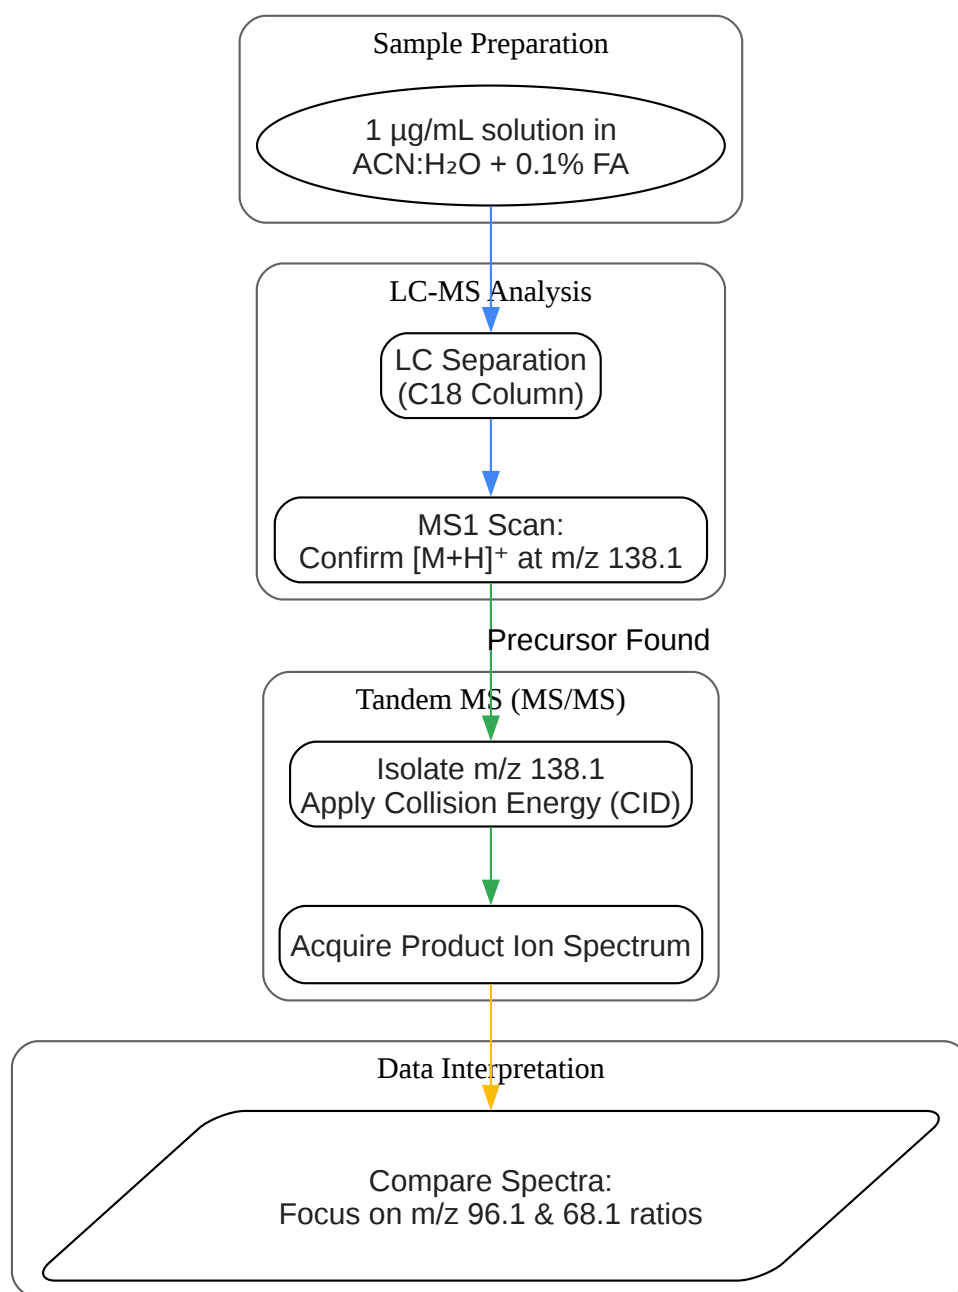 Sample Preparation
1 µg/mL solution in
ACN:H₂O + 0.1% FA
LC-MS Analysis
LC Separation
(C18 Column)
MS1 Scan:
Confirm [M+H]⁺ at m/z 138.1
Precursor Found
Tandem MS (MS/MS)
Isolate m/z 138.1
Apply Collision Energy (CID)
Acquire Product Ion Spectrum
Data Interpretation
Compare Spectra:
Focus on m/z 96.1 & 68.1 ratios